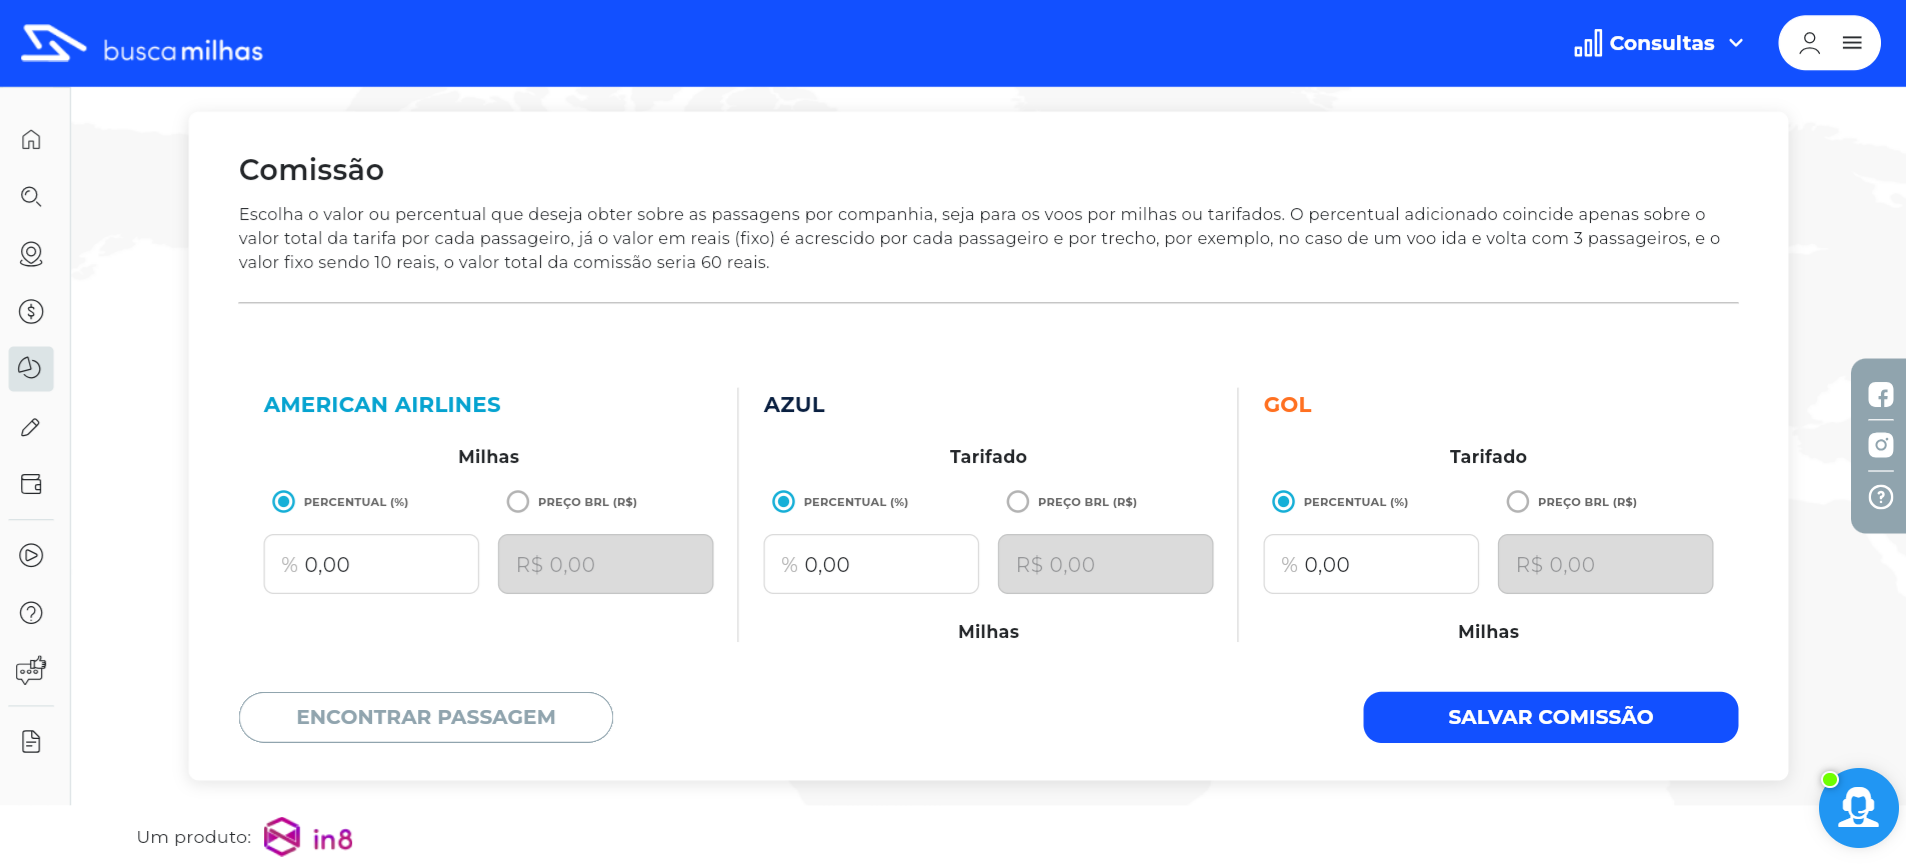 buscamilhas
Consultas
Comissão
Escolha o valor ou percentual que deseja obter sobre as passagens por companhia, seja para os voos por milhas ou tarifados. O percentual adicionado coincide apenas sobre o
valor total da tarifa por cada passageiro, já o valor em reais (fixo) é acrescido por cada passageiro e por trecho, por exemplo, no caso de um voo ida e volta com 3 passageiros, e o
valor fixo sendo 10 reais, o valor total da comissão seria 60 reais.
AMERICAN AIRLINES
Milhas
PERCENTUAL (%) PREÇO BRL (R$)
% 0,00 R$ 0,00
AZUL
Tarifado
PERCENTUAL (%) PREÇO BRL (R$)
% 0,00 R$ 0,00
Milhas
GOL
Tarifado
PERCENTUAL (%) PREÇO BRL (R$)
% 0,00 R$ 0,00
Milhas
ENCONTRAR PASSAGEM
SALVAR COMISSÃO
Um produto: in8